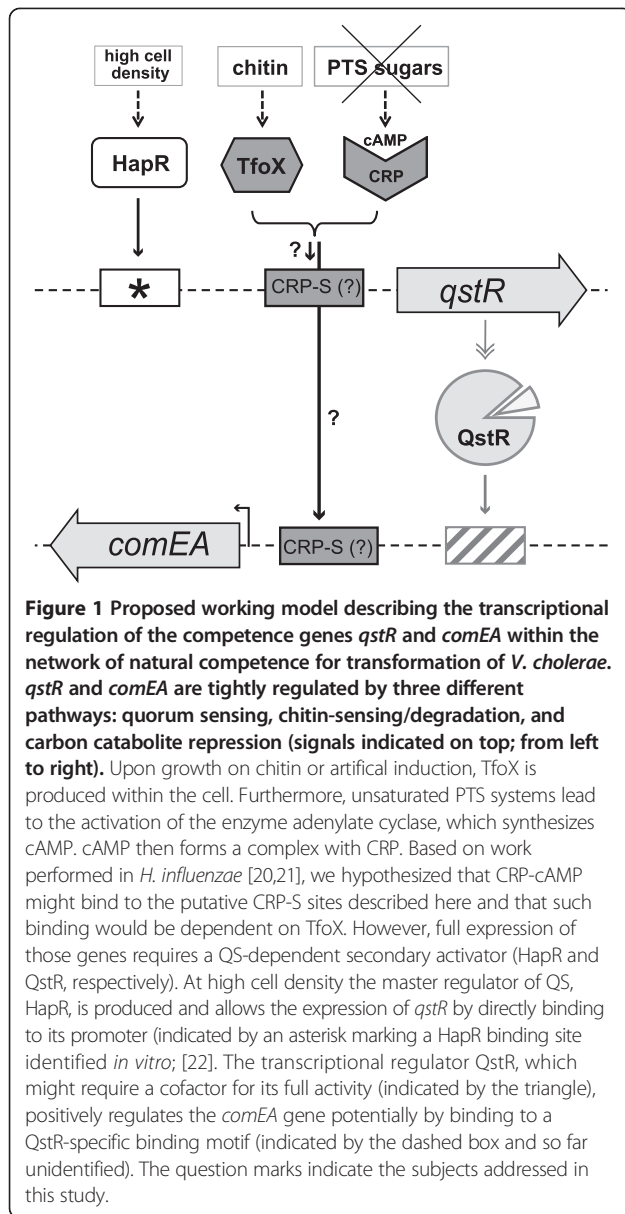 high cell
density
chitin
PTS sugars
HapR
TfoX
cAMP
CRP
?
*
CRP-S (?)
qstR
?
QstR
comEA
CRP-S (?)
Figure 1 Proposed working model describing the transcriptional
regulation of the competence genes qstR and comEA within the
network of natural competence for transformation of V. cholerae.
qstR and comEA are tightly regulated by three different
pathways: quorum sensing, chitin-sensing/degradation, and
carbon catabolite repression (signals indicated on top; from left
to right). Upon growth on chitin or artifical induction, TfoX is
produced within the cell. Furthermore, unsaturated PTS systems lead
to the activation of the enzyme adenylate cyclase, which synthesizes
cAMP. cAMP then forms a complex with CRP. Based on work
performed in H. influenzae [20,21], we hypothesized that CRP-cAMP
might bind to the putative CRP-S sites described here and that such
binding would be dependent on TfoX. However, full expression of
those genes requires a QS-dependent secondary activator (HapR and
QstR, respectively). At high cell density the master regulator of QS,
HapR, is produced and allows the expression of qstR by directly binding
to its promoter (indicated by an asterisk marking a HapR binding site
identified in vitro; [22]. The transcriptional regulator QstR, which
might require a cofactor for its full activity (indicated by the triangle),
positively regulates the comEA gene potentially by binding to a
QstR-specific binding motif (indicated by the dashed box and so far
unidentified). The question marks indicate the subjects addressed in
this study.